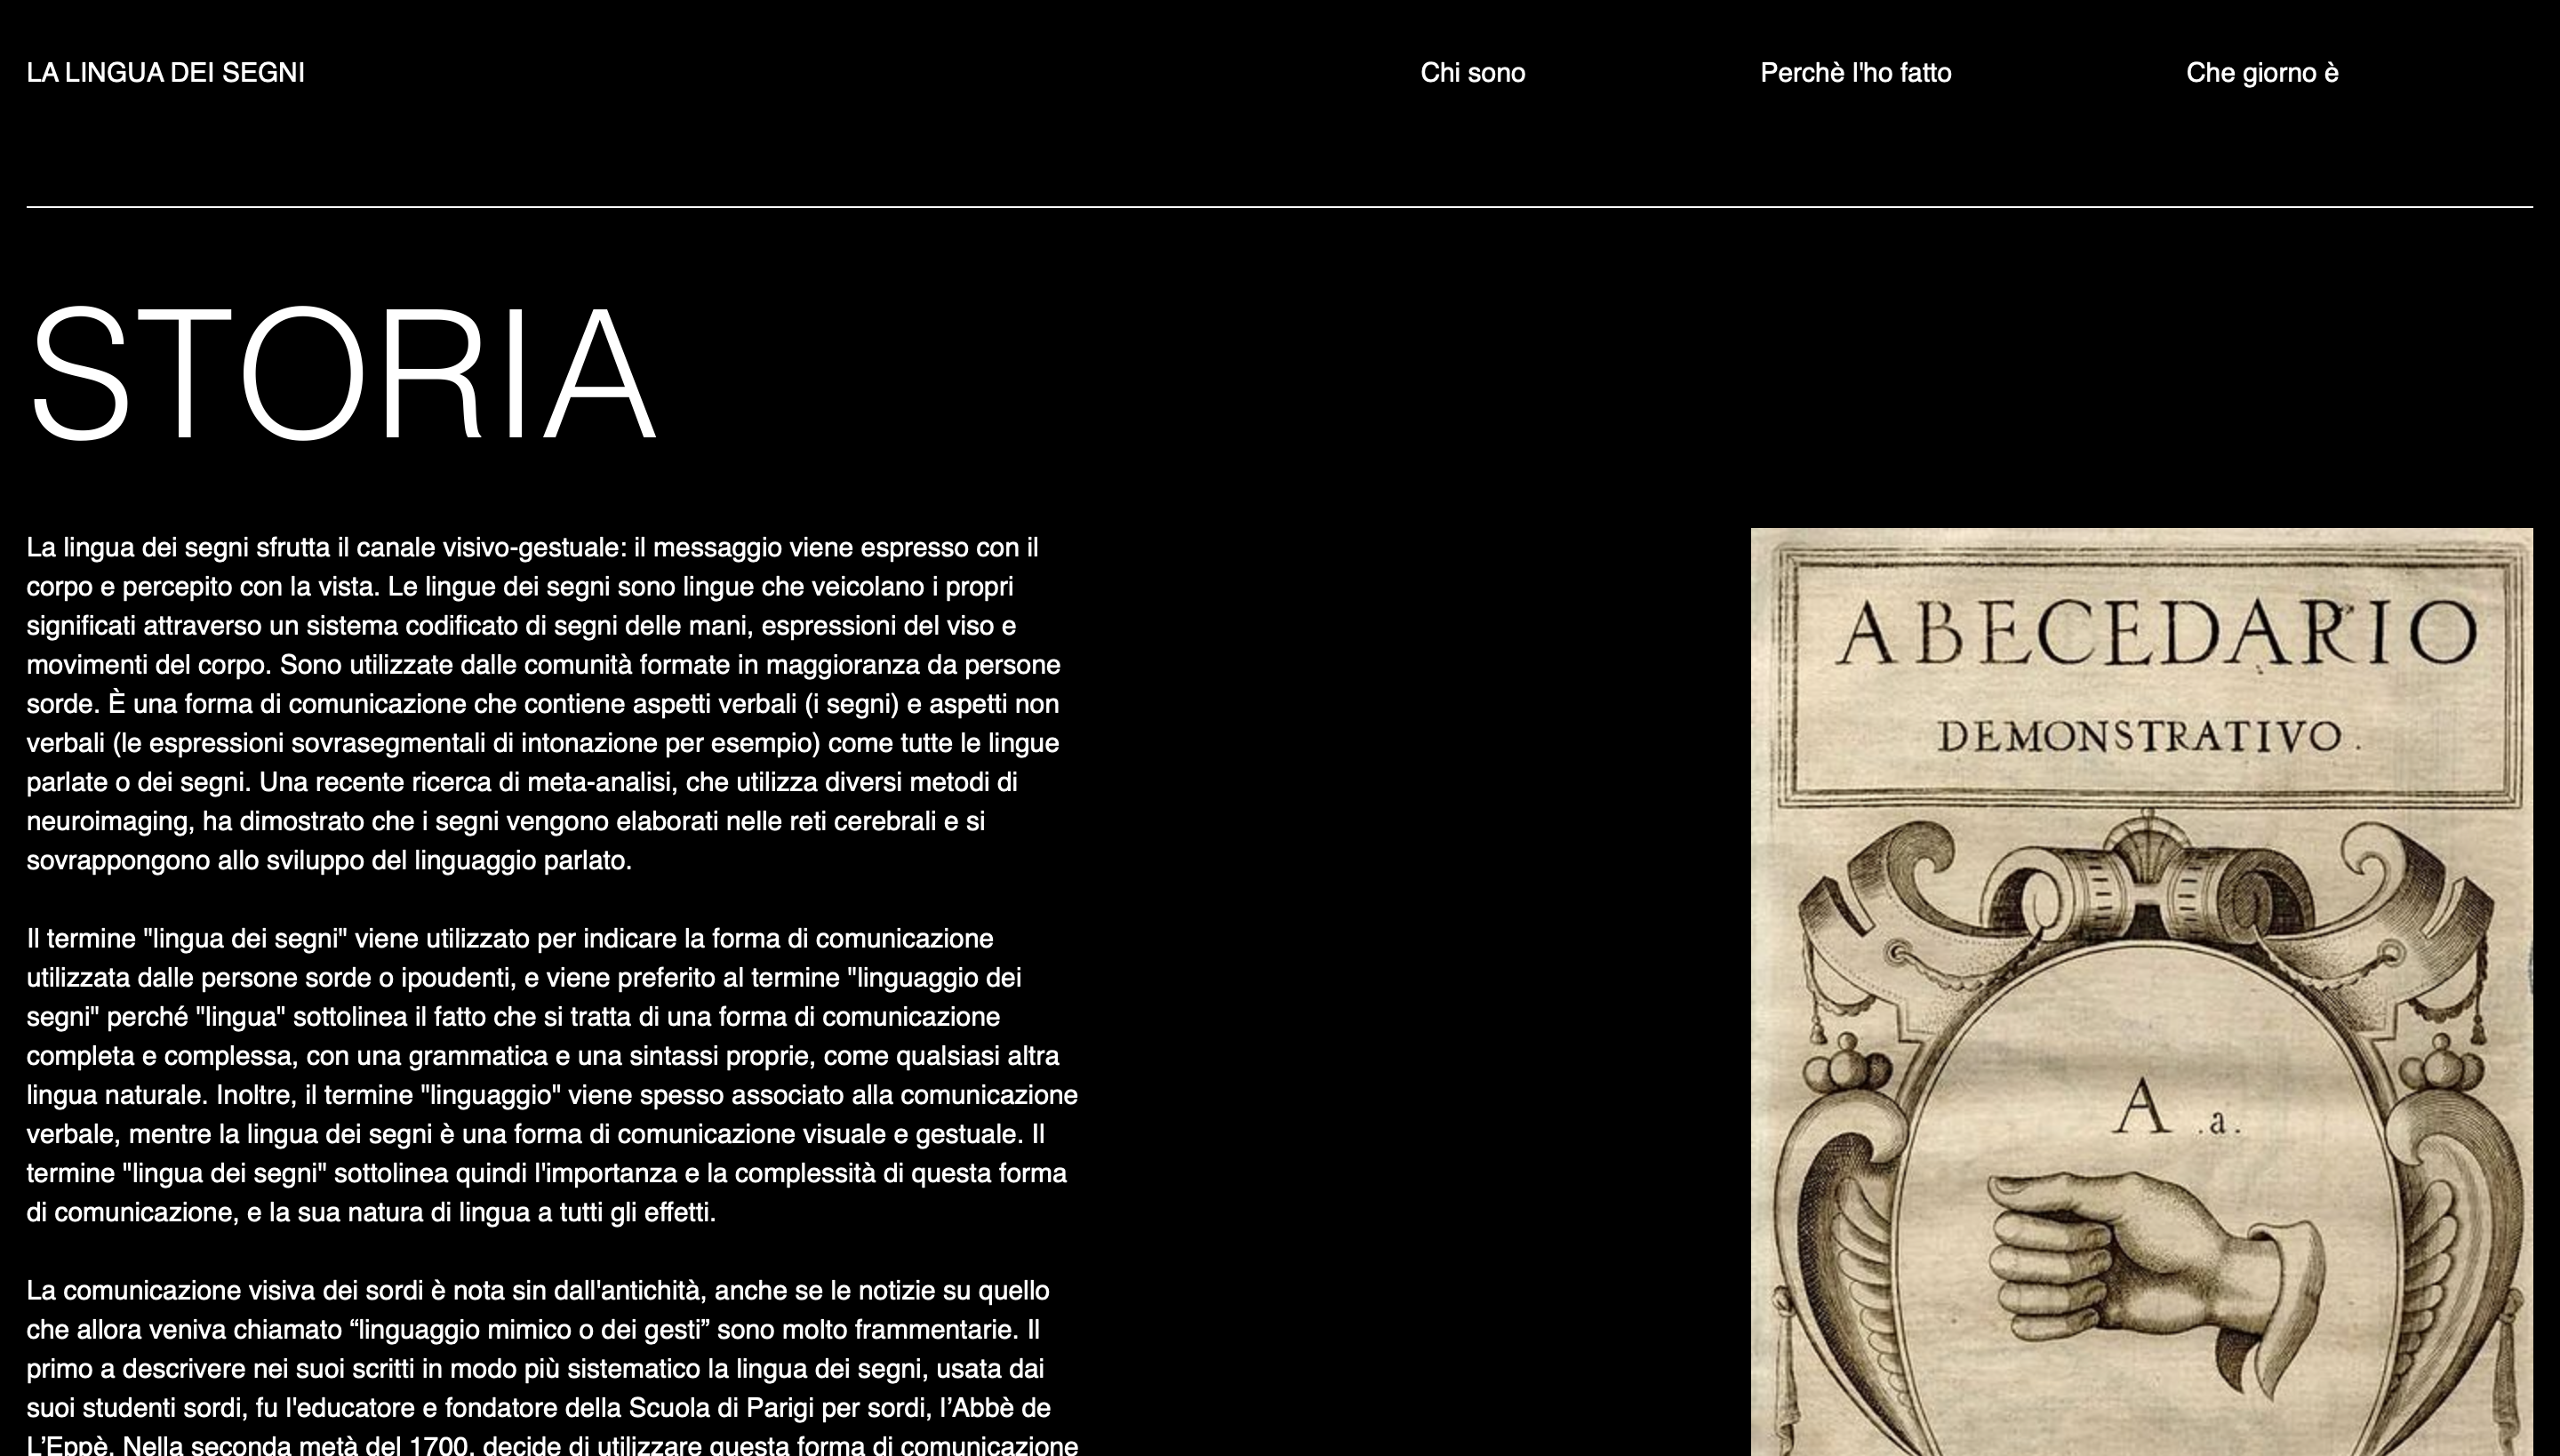 LA LINGUA DEI SEGNI
Chi sono
Perchè l'ho fatto
Che giorno è
STORIA
La lingua dei segni sfrutta il canale visivo-gestuale: il messaggio viene espresso con il
corpo e percepito con la vista. Le lingue dei segni sono lingue che veicolano i propri
significati attraverso un sistema codificato di segni delle mani, espressioni del viso e
movimenti del corpo. Sono utilizzate dalle comunità formate in maggioranza da persone
sorde. È una forma di comunicazione che contiene aspetti verbali (i segni) e aspetti non
verbali (le espressioni sovrasegmentali di intonazione per esempio) come tutte le lingue
parlate o dei segni. Una recente ricerca di meta-analisi, che utilizza diversi metodi di
neuroimaging, ha dimostrato che i segni vengono elaborati nelle reti cerebrali e si
sovrappongono allo sviluppo del linguaggio parlato.
Il termine "lingua dei segni" viene utilizzato per indicare la forma di comunicazione
utilizzata dalle persone sorde o ipoudenti, e viene preferito al termine "linguaggio dei
segni" perché "lingua" sottolinea il fatto che si tratta di una forma di comunicazione
completa e complessa, con una grammatica e una sintassi proprie, come qualsiasi altra
lingua naturale. Inoltre, il termine "linguaggio" viene spesso associato alla comunicazione
verbale, mentre la lingua dei segni è una forma di comunicazione visuale e gestuale. Il
termine "lingua dei segni" sottolinea quindi l'importanza e la complessità di questa forma
di comunicazione, e la sua natura di lingua a tutti gli effetti.
La comunicazione visiva dei sordi è nota sin dall'antichità, anche se le notizie su quello
che allora veniva chiamato “linguaggio mimico o dei gesti” sono molto frammentarie. Il
primo a descrivere nei suoi scritti in modo più sistematico la lingua dei segni, usata dai
suoi studenti sordi, fu l'educatore e fondatore della Scuola di Parigi per sordi, l’Abbè de
L’Eppè. Nella seconda metà del 1700, decide di utilizzare questa forma di comunicazione
ABECEDARIO
DEMONSTRATIVO.
A .a.